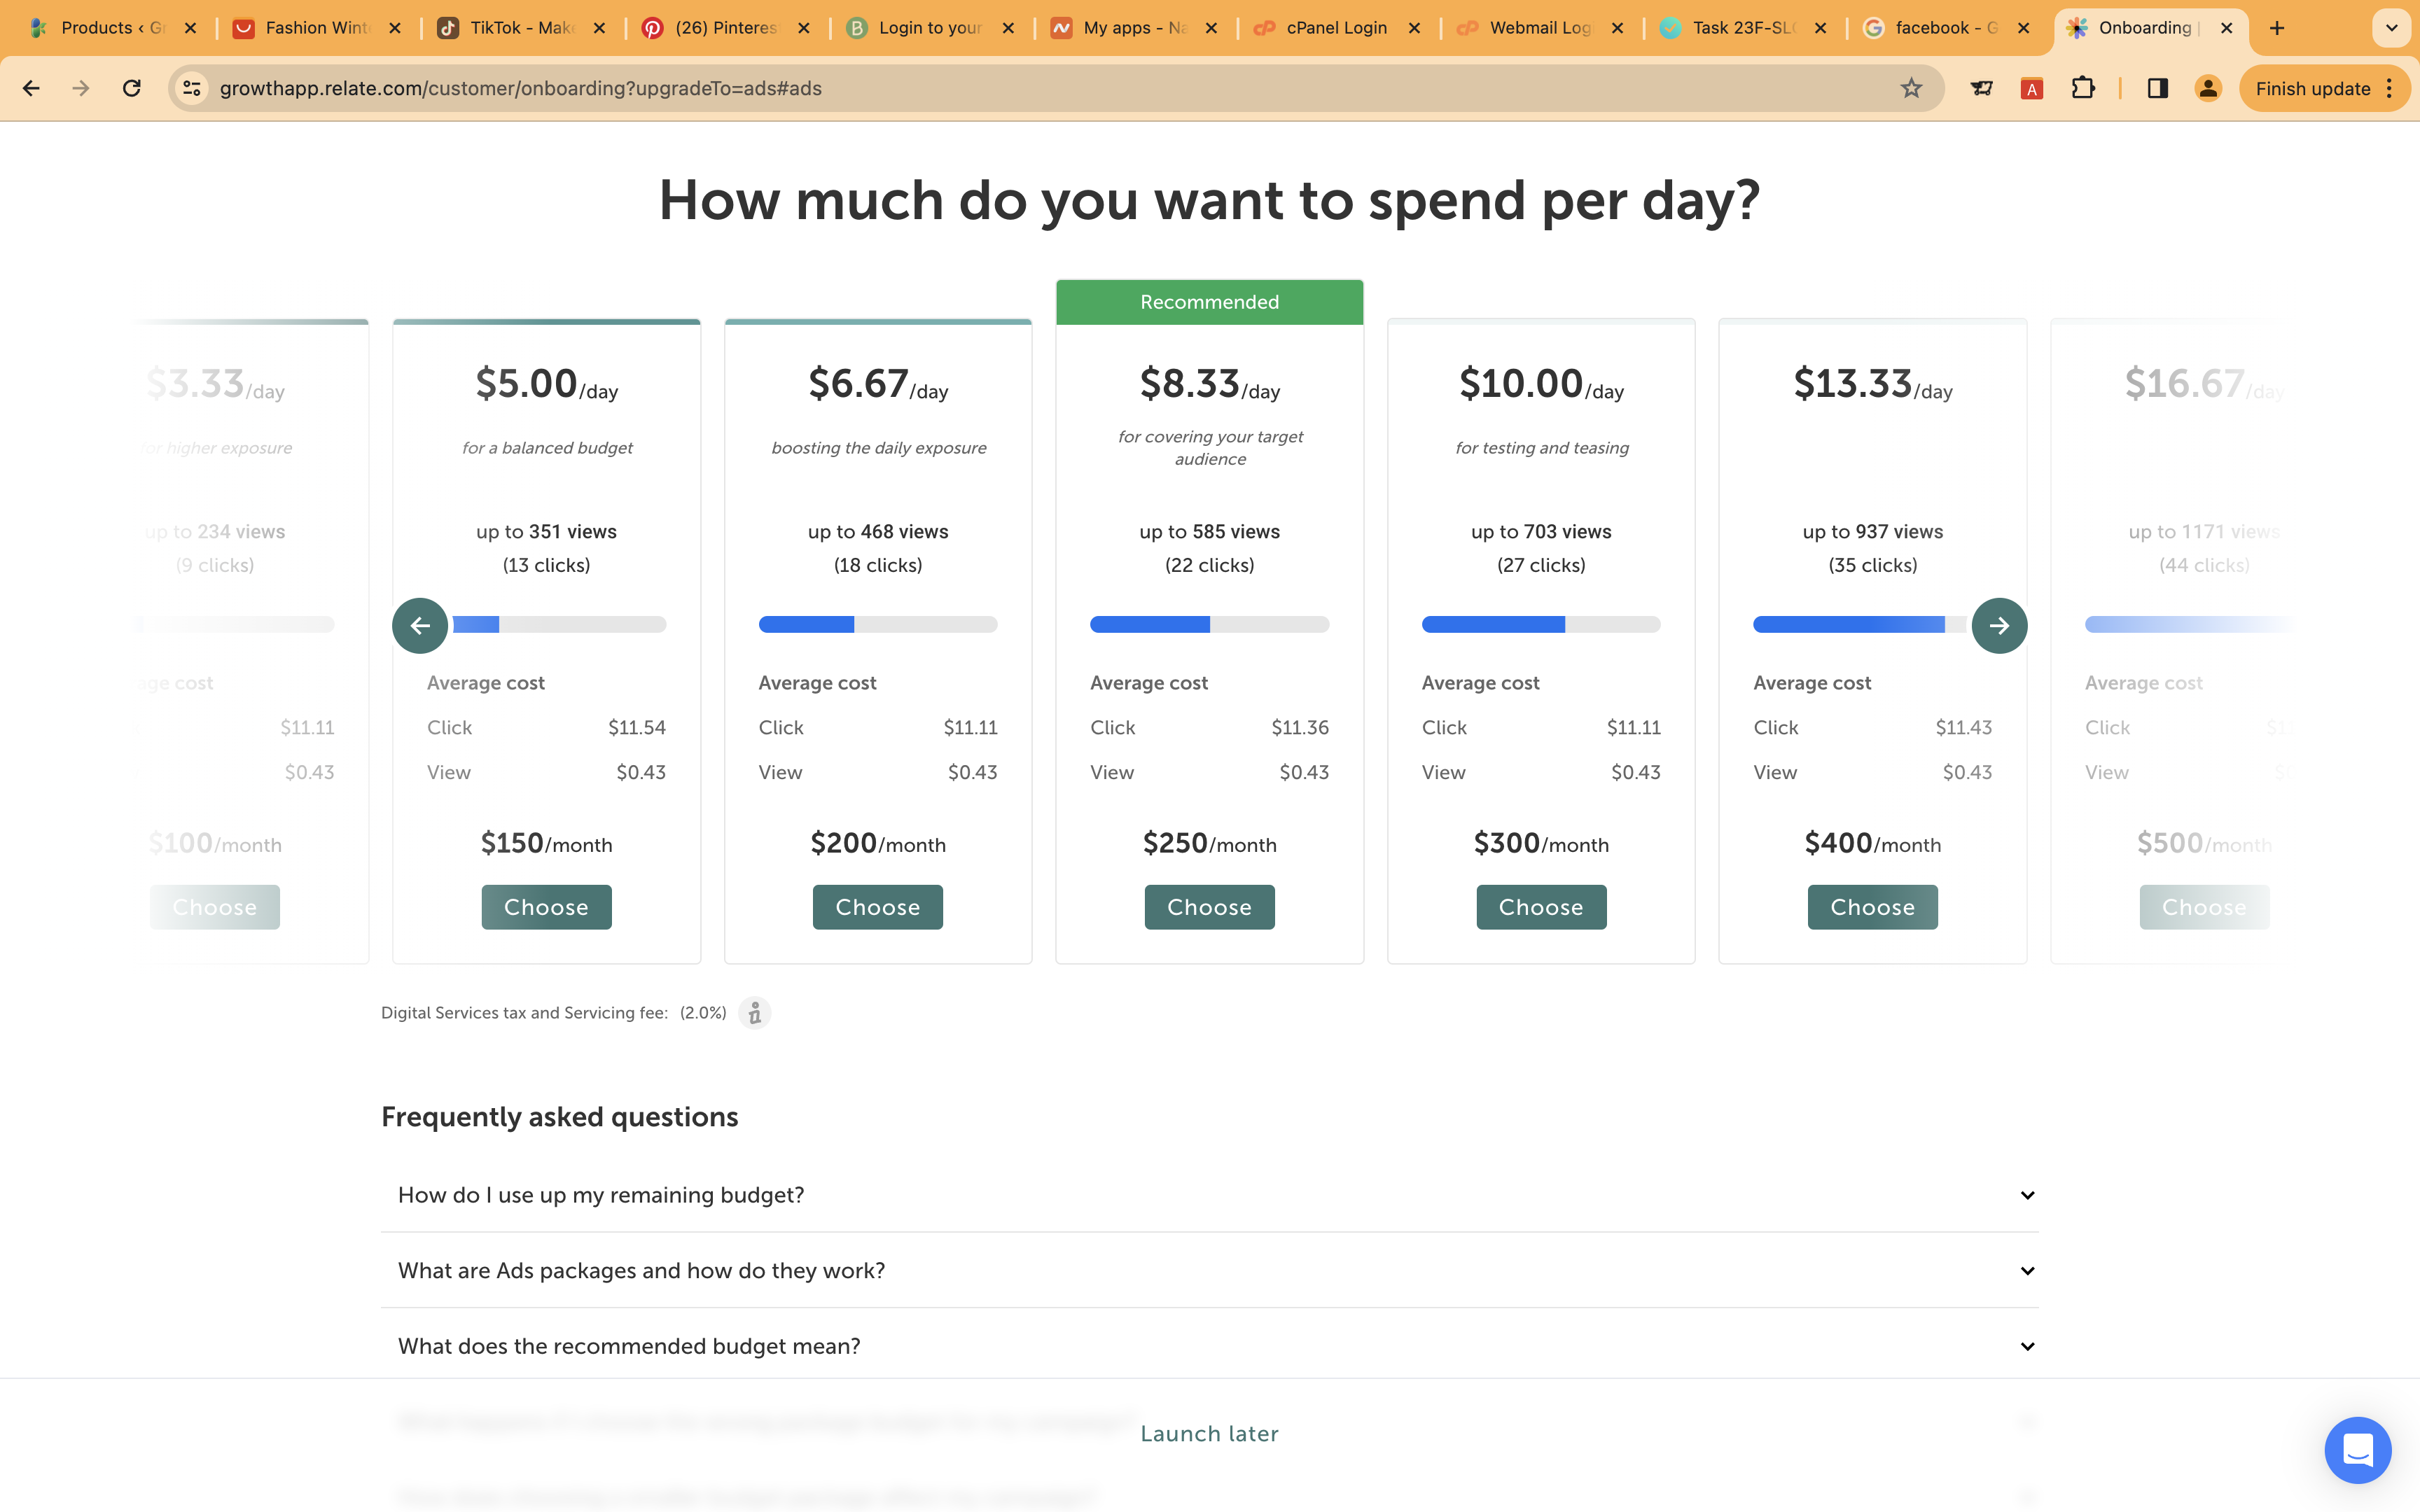 Products ‹ Gr
Fashion Winte
TikTok - Make
(26) Pinteres
Login to your
My apps - Na
cPanel Login
Webmail Log
Task 23F-SLO
facebook - G
Onboarding |
growthapp.relate.com/customer/onboarding?upgradeTo=ads#ads
A
Finish update
How much do you want to spend per day?
Recommended
$3.33/day
for higher exposure
up to 234 views
(9 clicks)
age cost
$11.11
$0.43
$100/month
Choose
$5.00/day
for a balanced budget
up to 351 views
(13 clicks)
Average cost
Click $11.54
View $0.43
$150/month
Choose
$6.67/day
boosting the daily exposure
up to 468 views
(18 clicks)
Average cost
Click $11.11
View $0.43
$200/month
Choose
$8.33/day
for covering your target
audience
up to 585 views
(22 clicks)
Average cost
Click $11.36
View $0.43
$250/month
Choose
$10.00/day
for testing and teasing
up to 703 views
(27 clicks)
Average cost
Click $11.11
View $0.43
$300/month
Choose
$13.33/day
up to 937 views
(35 clicks)
Average cost
Click $11.43
View $0.43
$400/month
Choose
$16.67/day
up to 1171 views
(44 clicks)
Average cost
Click
View
$500/month
Choose
Digital Services tax and Servicing fee: (2.0%)
Frequently asked questions
How do I use up my remaining budget?
What are Ads packages and how do they work?
What does the recommended budget mean?
Launch later